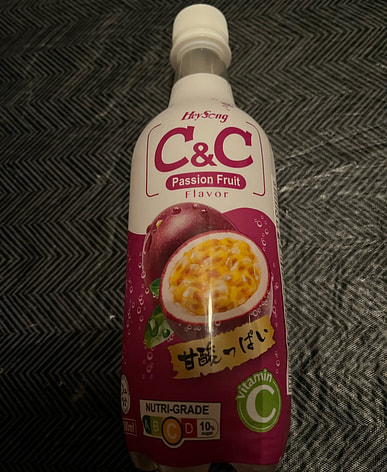 HeySong
C&C
Passion Fruit
Flavor
甘酸っぱい
vitamin
C
NUTRI-GRADE
A B C D 10%